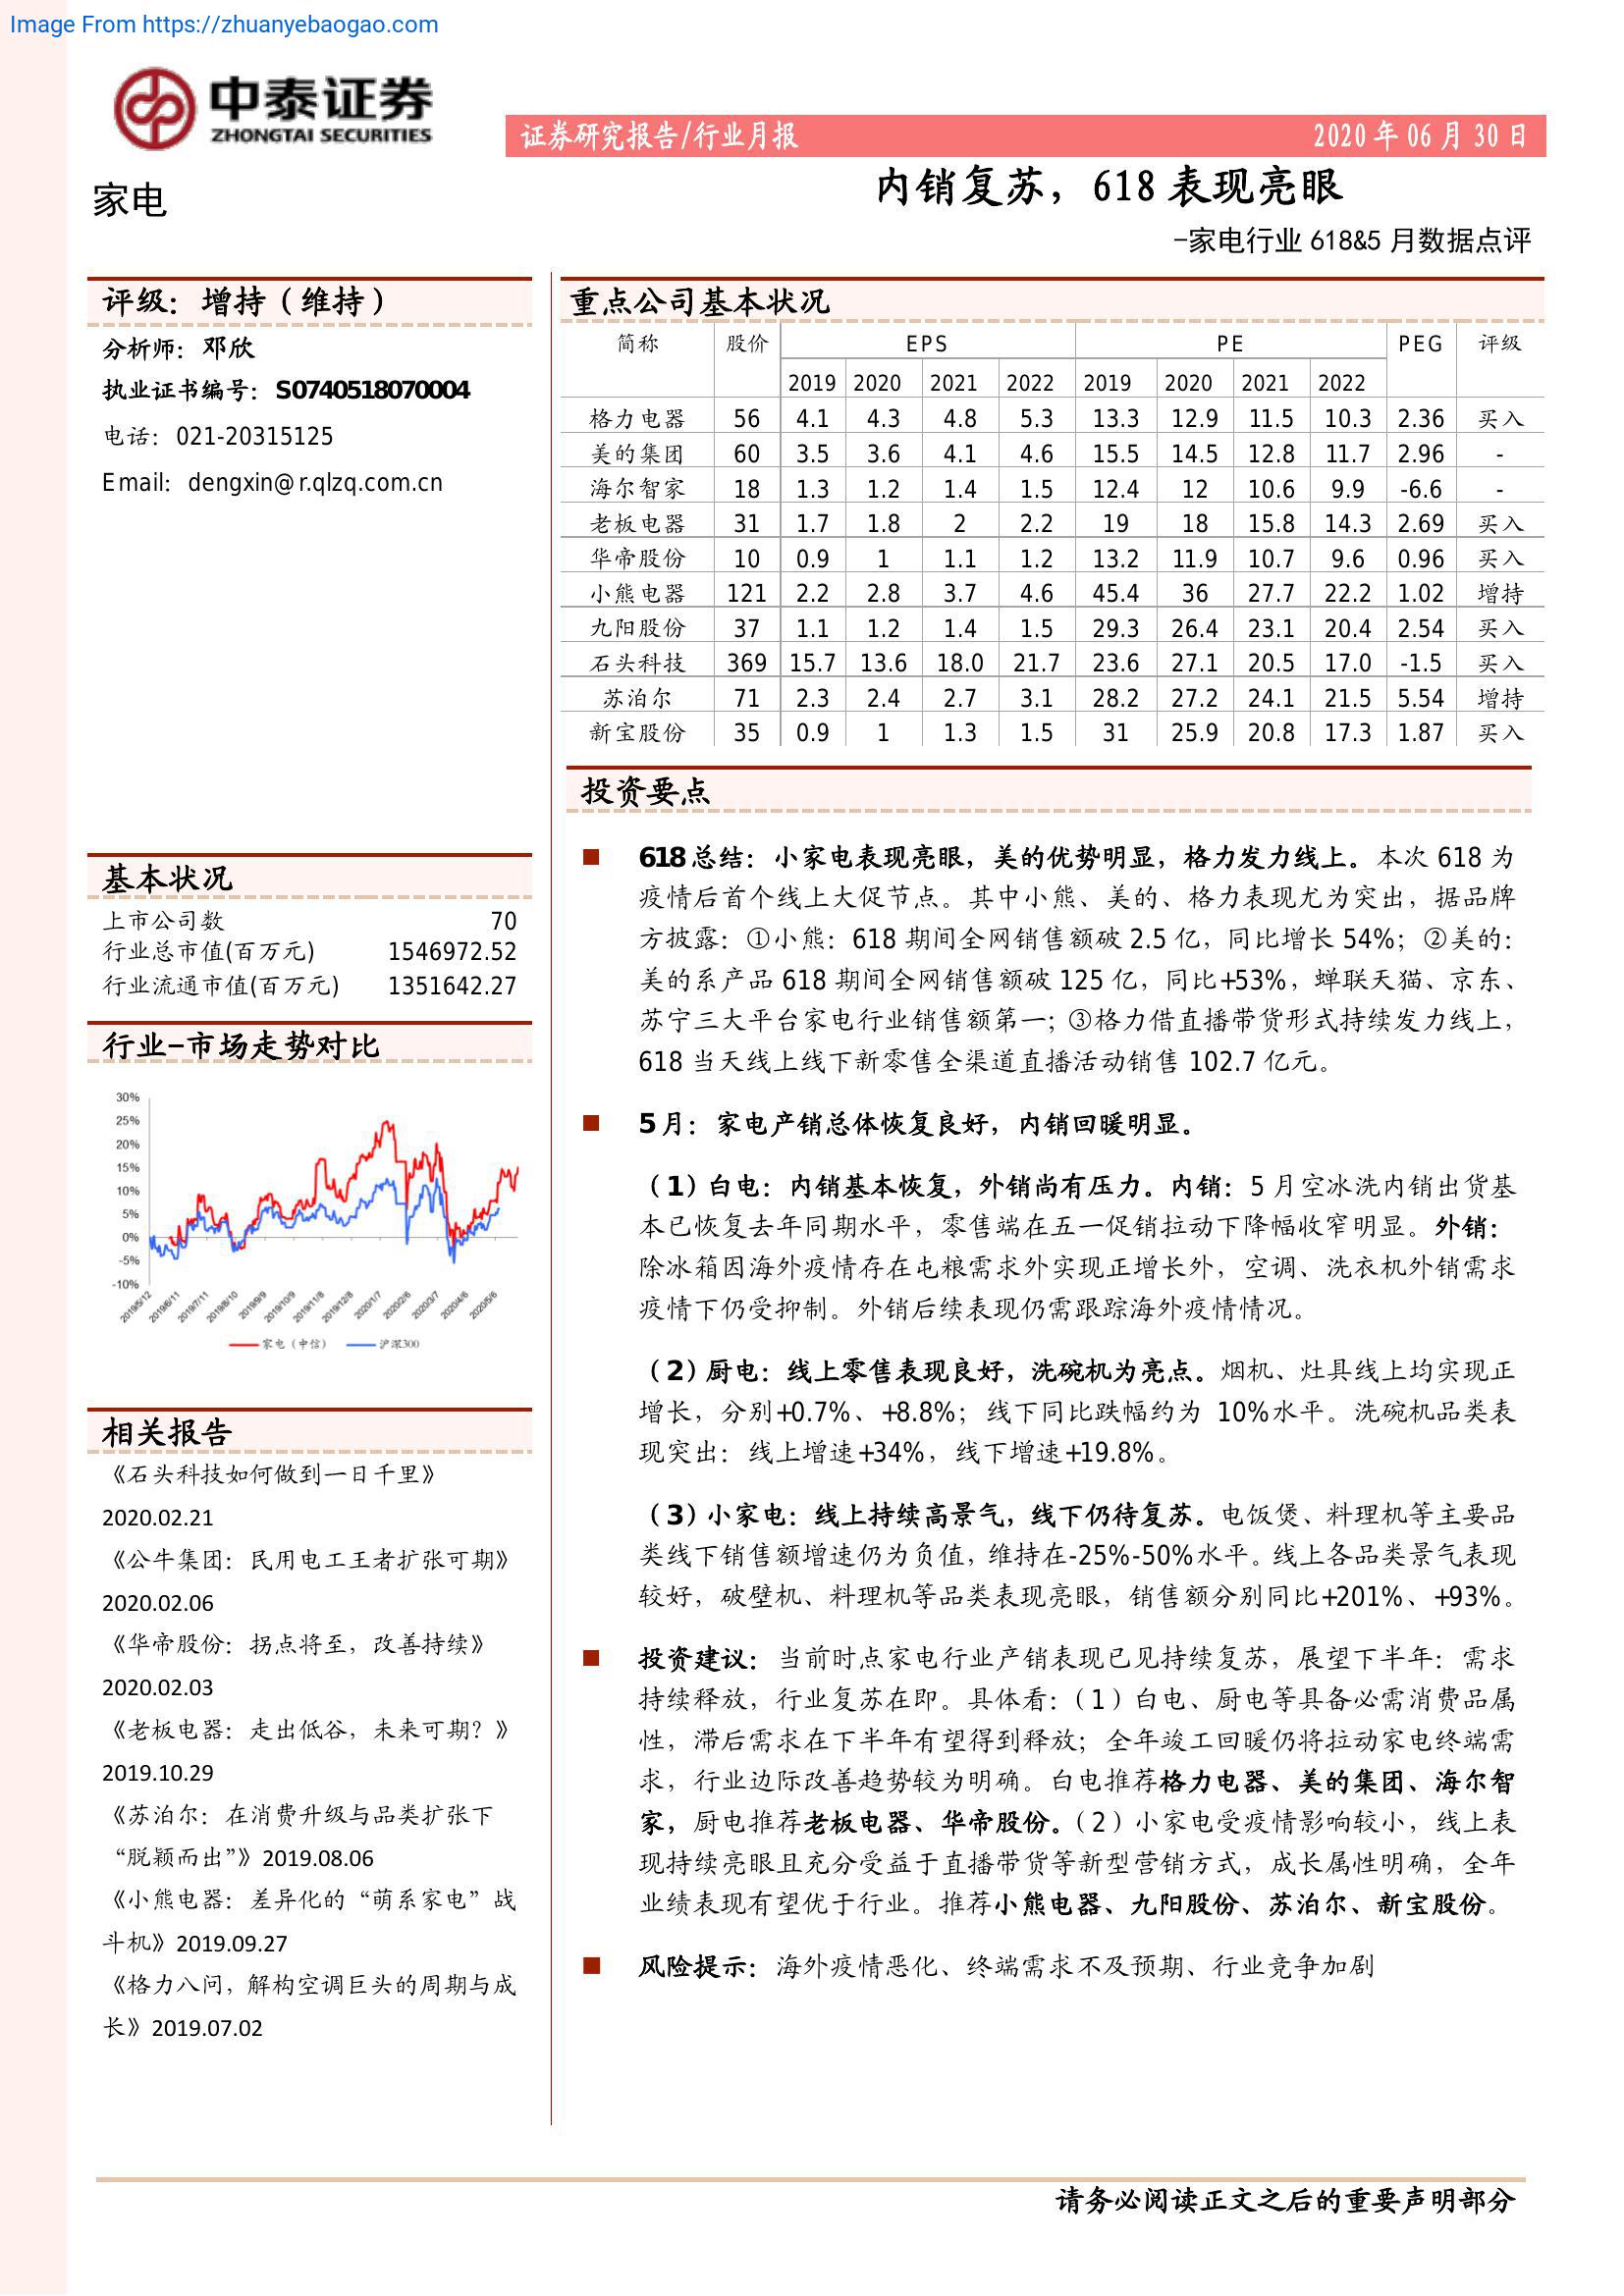 Image From https://zhuanyebaogao.com
中泰证券
ZHONGTAI SECURITIES
证券研究报告/行业月报 2020 年 06 月 30 日
家电
内销复苏，618 表现亮眼
-家电行业 618&5 月数据点评
评级：增持（维持）
分析师：邓欣
执业证书编号：S0740518070004
电话：021-20315125
Email：dengxin@r.qlzq.com.cn
基本状况
上市公司数 70
行业总市值(百万元) 1546972.52
行业流通市值(百万元) 1351642.27
行业-市场走势对比
30%
25%
20%
15%
10%
5%
0%
-5%
-10%
2019/5/12 2019/6/11 2019/7/11 2019/8/10 2019/9/9 2019/10/9 2019/11/8 2019/12/8 2020/1/7 2020/2/6 2020/3/7 2020/4/6 2020/5/6
家电（中信） 沪深300
相关报告
《石头科技如何做到一日千里》
2020.02.21
《公牛集团：民用电工王者扩张可期》
2020.02.06
《华帝股份：拐点将至，改善持续》
2020.02.03
《老板电器：走出低谷，未来可期？》
2019.10.29
《苏泊尔：在消费升级与品类扩张下
“脱颖而出”》2019.08.06
《小熊电器：差异化的“萌系家电”战
斗机》2019.09.27
《格力八问，解构空调巨头的周期与成
长》2019.07.02
重点公司基本状况
简称 股价 EPS PE PEG 评级
2019 2020 2021 2022 2019 2020 2021 2022
格力电器 56 4.1 4.3 4.8 5.3 13.3 12.9 11.5 10.3 2.36 买入
美的集团 60 3.5 3.6 4.1 4.6 15.5 14.5 12.8 11.7 2.96 -
海尔智家 18 1.3 1.2 1.4 1.5 12.4 12 10.6 9.9 -6.6 -
老板电器 31 1.7 1.8 2 2.2 19 18 15.8 14.3 2.69 买入
华帝股份 10 0.9 1 1.1 1.2 13.2 11.9 10.7 9.6 0.96 买入
小熊电器 121 2.2 2.8 3.7 4.6 45.4 36 27.7 22.2 1.02 增持
九阳股份 37 1.1 1.2 1.4 1.5 29.3 26.4 23.1 20.4 2.54 买入
石头科技 369 15.7 13.6 18.0 21.7 23.6 27.1 20.5 17.0 -1.5 买入
苏泊尔 71 2.3 2.4 2.7 3.1 28.2 27.2 24.1 21.5 5.54 增持
新宝股份 35 0.9 1 1.3 1.5 31 25.9 20.8 17.3 1.87 买入
投资要点
618 总结：小家电表现亮眼，美的优势明显，格力发力线上。本次 618 为
疫情后首个线上大促节点。其中小熊、美的、格力表现尤为突出，据品牌
方披露：①小熊：618 期间全网销售额破 2.5 亿，同比增长 54%；②美的：
美的系产品 618 期间全网销售额破 125 亿，同比+53%，蝉联天猫、京东、
苏宁三大平台家电行业销售额第一；③格力借直播带货形式持续发力线上，
618 当天线上线下新零售全渠道直播活动销售 102.7 亿元。
5 月：家电产销总体恢复良好，内销回暖明显。
（1）白电：内销基本恢复，外销尚有压力。内销：5 月空冰洗内销出货基
本已恢复去年同期水平，零售端在五一促销拉动下降幅收窄明显。外销：
除冰箱因海外疫情存在屯粮需求外实现正增长外，空调、洗衣机外销需求
疫情下仍受抑制。外销后续表现仍需跟踪海外疫情情况。
（2）厨电：线上零售表现良好，洗碗机为亮点。烟机、灶具线上均实现正
增长，分别+0.7%、+8.8%；线下同比跌幅约为 10%水平。洗碗机品类表
现突出：线上增速+34%，线下增速+19.8%。
（3）小家电：线上持续高景气，线下仍待复苏。电饭煲、料理机等主要品
类线下销售额增速仍为负值，维持在-25%-50%水平。线上各品类景气表现
较好，破壁机、料理机等品类表现亮眼，销售额分别同比+201%、+93%。
投资建议：当前时点家电行业产销表现已见持续复苏，展望下半年：需求
持续释放，行业复苏在即。具体看：（1）白电、厨电等具备必需消费品属
性，滞后需求在下半年有望得到释放；全年竣工回暖仍将拉动家电终端需
求，行业边际改善趋势较为明确。白电推荐格力电器、美的集团、海尔智
家，厨电推荐老板电器、华帝股份。（2）小家电受疫情影响较小，线上表
现持续亮眼且充分受益于直播带货等新型营销方式，成长属性明确，全年
业绩表现有望优于行业。推荐小熊电器、九阳股份、苏泊尔、新宝股份。
风险提示：海外疫情恶化、终端需求不及预期、行业竞争加剧
请务必阅读正文之后的重要声明部分